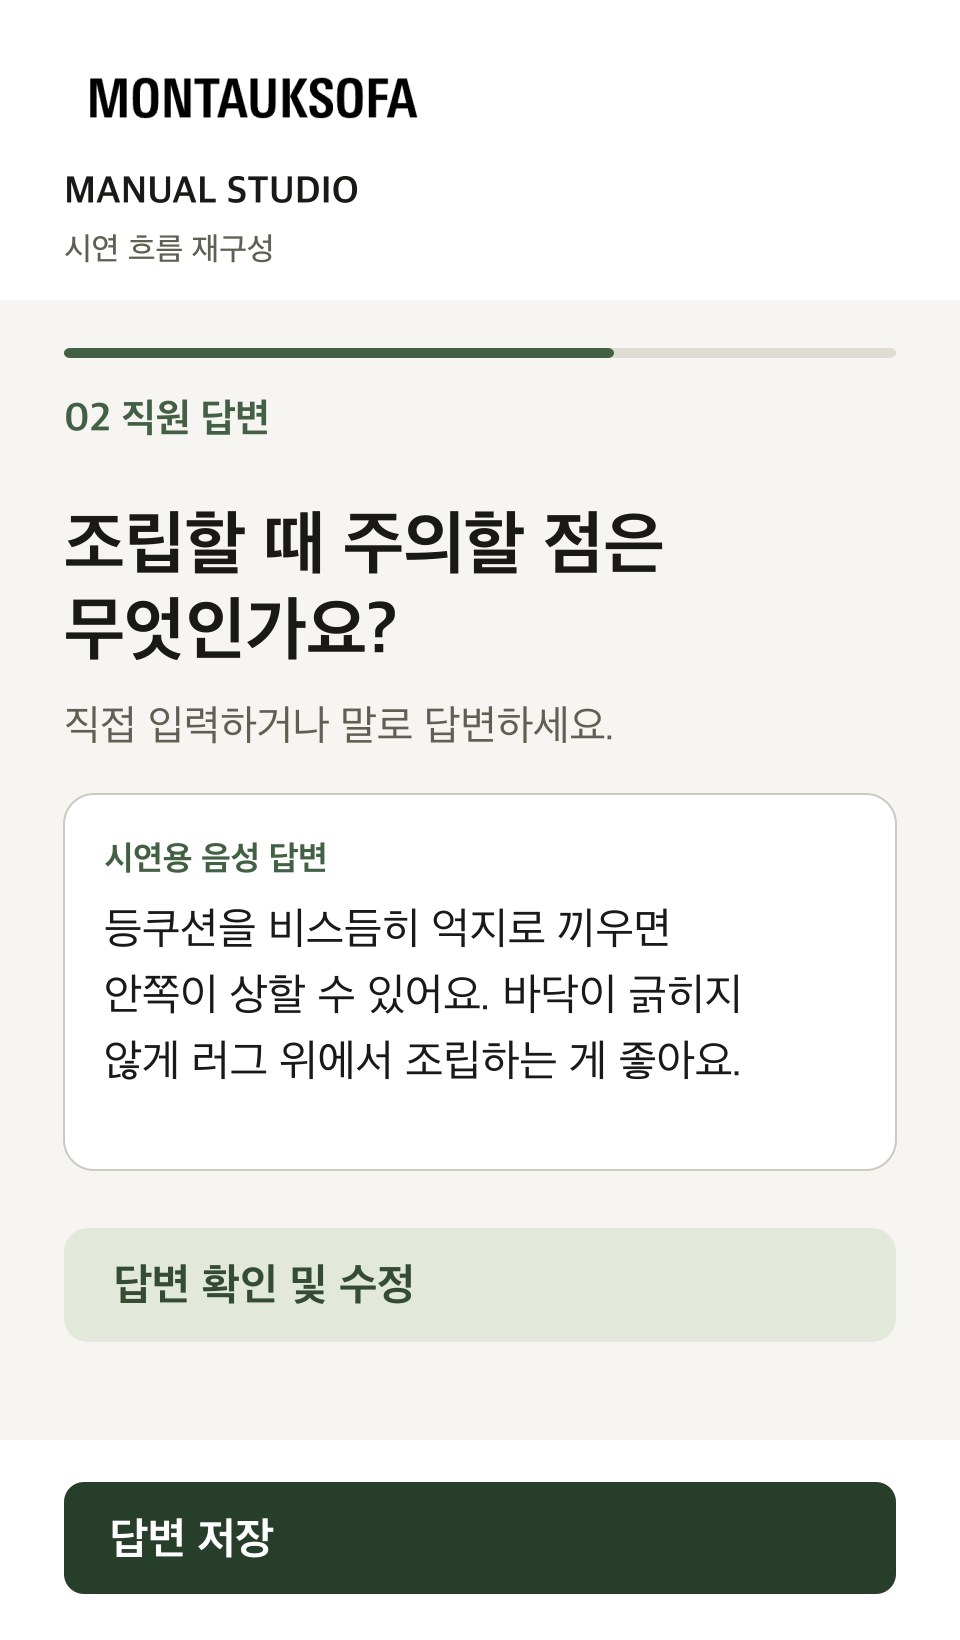 MONTAUKSOFA
MANUAL STUDIO
시연 흐름 재구성
02 직원 답변
조립할 때 주의할 점은
무엇인가요?
직접 입력하거나 말로 답변하세요.
시연용 음성 답변
등쿠션을 비스듬히 억지로 끼우면
안쪽이 상할 수 있어요. 바닥이 긁히지
않게 러그 위에서 조립하는 게 좋아요.
답변 확인 및 수정
답변 저장